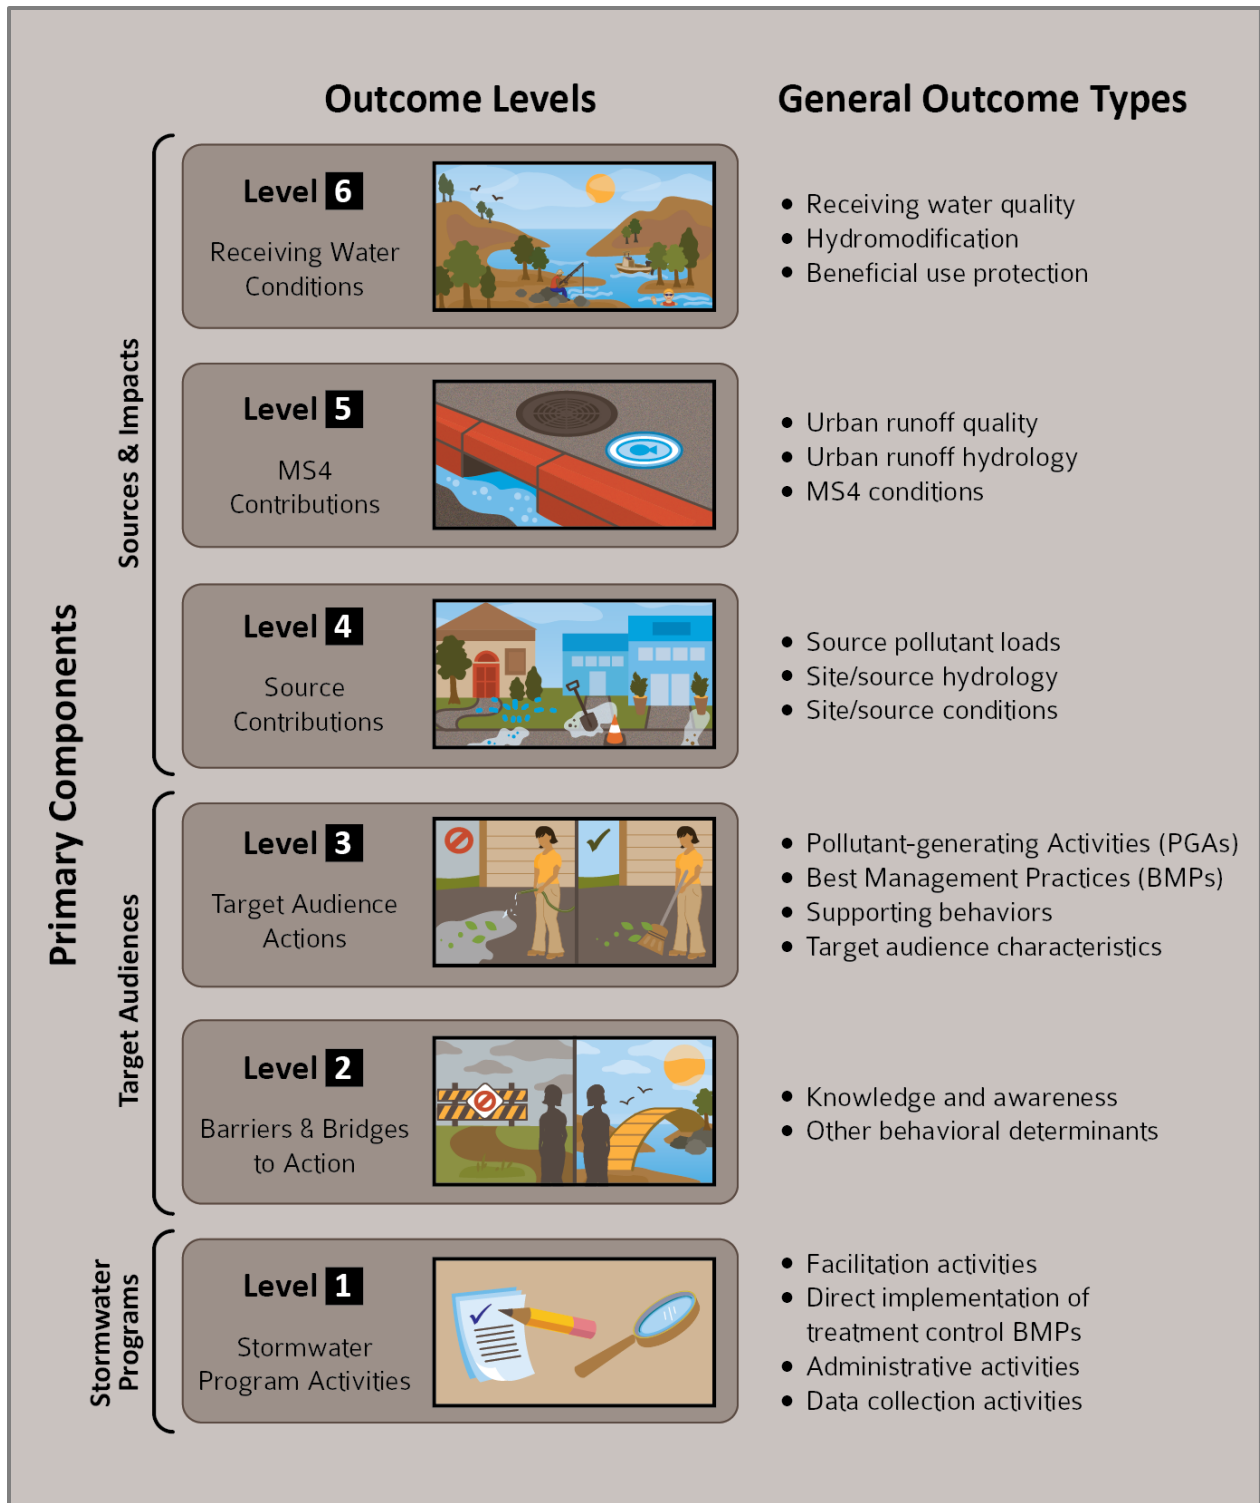 Outcome Levels
General Outcome Types
Primary Components
Sources & Impacts
Level 6
Receiving Water
Conditions
• Receiving water quality
• Hydromodification
• Beneficial use protection
Level 5
MS4
Contributions
• Urban runoff quality
• Urban runoff hydrology
• MS4 conditions
Level 4
Source
Contributions
• Source pollutant loads
• Site/source hydrology
• Site/source conditions
Target Audiences
Level 3
Target Audience
Actions
• Pollutant-generating Activities (PGAs)
• Best Management Practices (BMPs)
• Supporting behaviors
• Target audience characteristics
Level 2
Barriers & Bridges
to Action
• Knowledge and awareness
• Other behavioral determinants
Stormwater
Programs
Level 1
Stormwater
Program Activities
• Facilitation activities
• Direct implementation of
treatment control BMPs
• Administrative activities
• Data collection activities